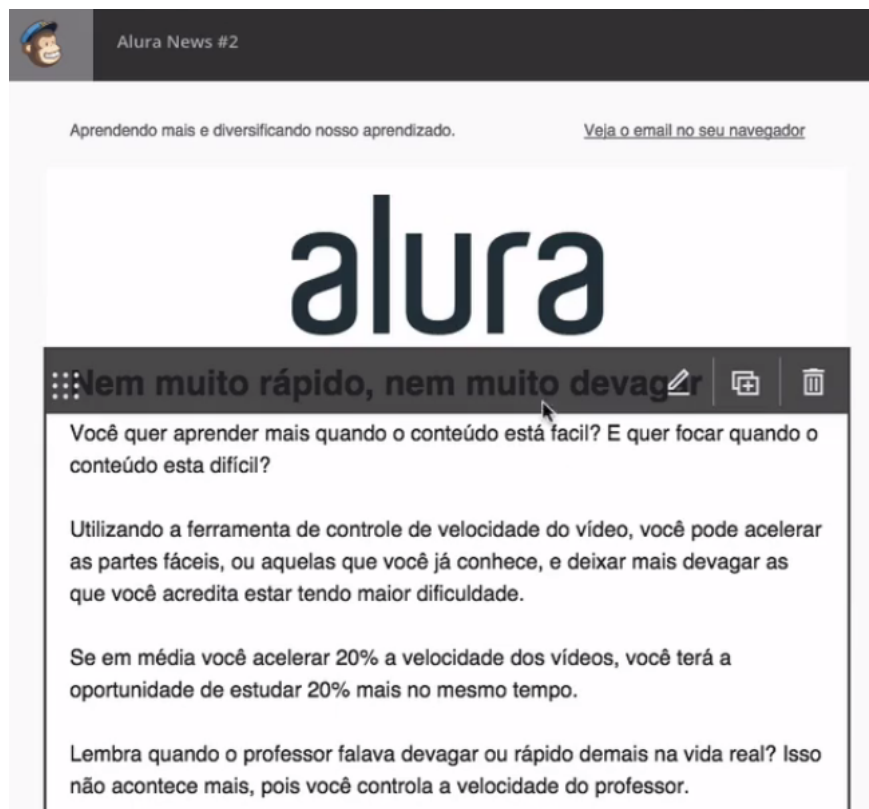 Alura News #2
Aprendendo mais e diversificando nosso aprendizado.
Veja o email no seu navegador
alura
Nem muito rápido, nem muito devagar
Você quer aprender mais quando o conteúdo está facil? E quer focar quando o
conteúdo esta difícil?
Utilizando a ferramenta de controle de velocidade do vídeo, você pode acelerar
as partes fáceis, ou aquelas que você já conhece, e deixar mais devagar as
que você acredita estar tendo maior dificuldade.
Se em média você acelerar 20% a velocidade dos vídeos, você terá a
oportunidade de estudar 20% mais no mesmo tempo.
Lembra quando o professor falava devagar ou rápido demais na vida real? Isso
não acontece mais, pois você controla a velocidade do professor.